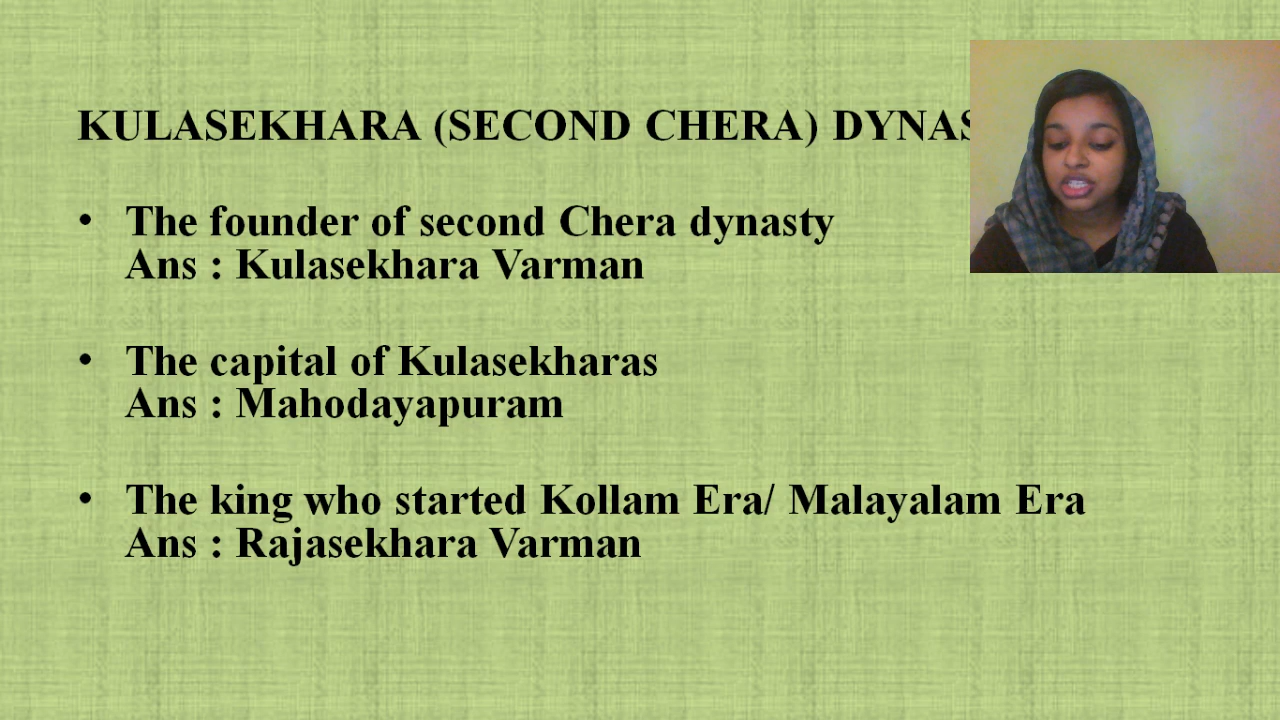 KULASEKHARA (SECOND CHERA) DYNAS
• The founder of second Chera dynasty
Ans : Kulasekhara Varman
• The capital of Kulasekharas
Ans : Mahodayapuram
• The king who started Kollam Era/ Malayalam Era
Ans : Rajasekhara Varman